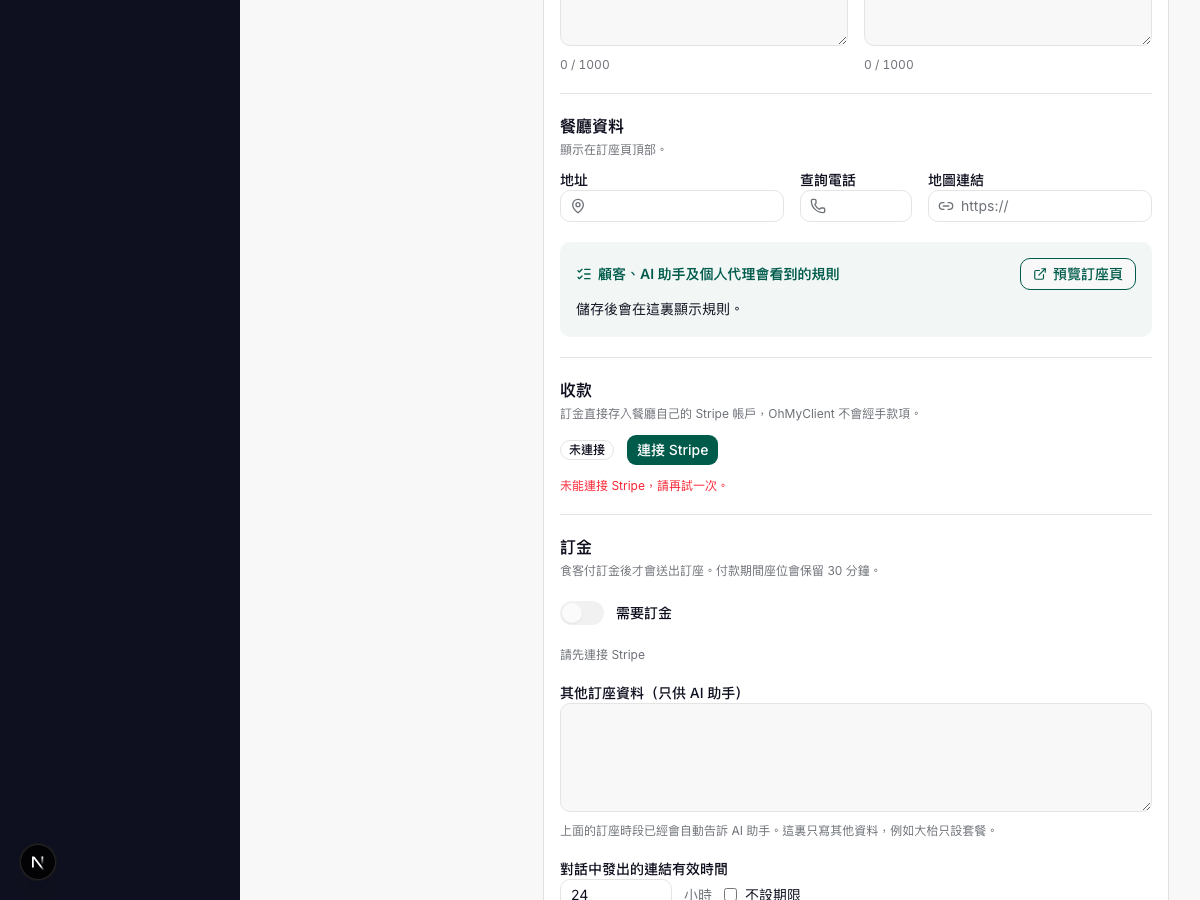 0 / 1000
0 / 1000
餐廳資料
顯示在訂座頁頂部。
地址
查詢電話
地圖連結
https://
顧客、AI 助手及個人代理會看到的規則
預覽訂座頁
儲存後會在這裏顯示規則。
收款
訂金直接存入餐廳自己的 Stripe 帳戶，OhMyClient 不會經手款項。
未連接
連接 Stripe
未能連接 Stripe，請再試一次。
訂金
食客付訂金後才會送出訂座。付款期間座位會保留 30 分鐘。
需要訂金
請先連接 Stripe
其他訂座資料（只供 AI 助手）
上面的訂座時段已經會自動告訴 AI 助手。這裏只寫其他資料，例如大枱只設套餐。
對話中發出的連結有效時間
24
小時
不設期限
N